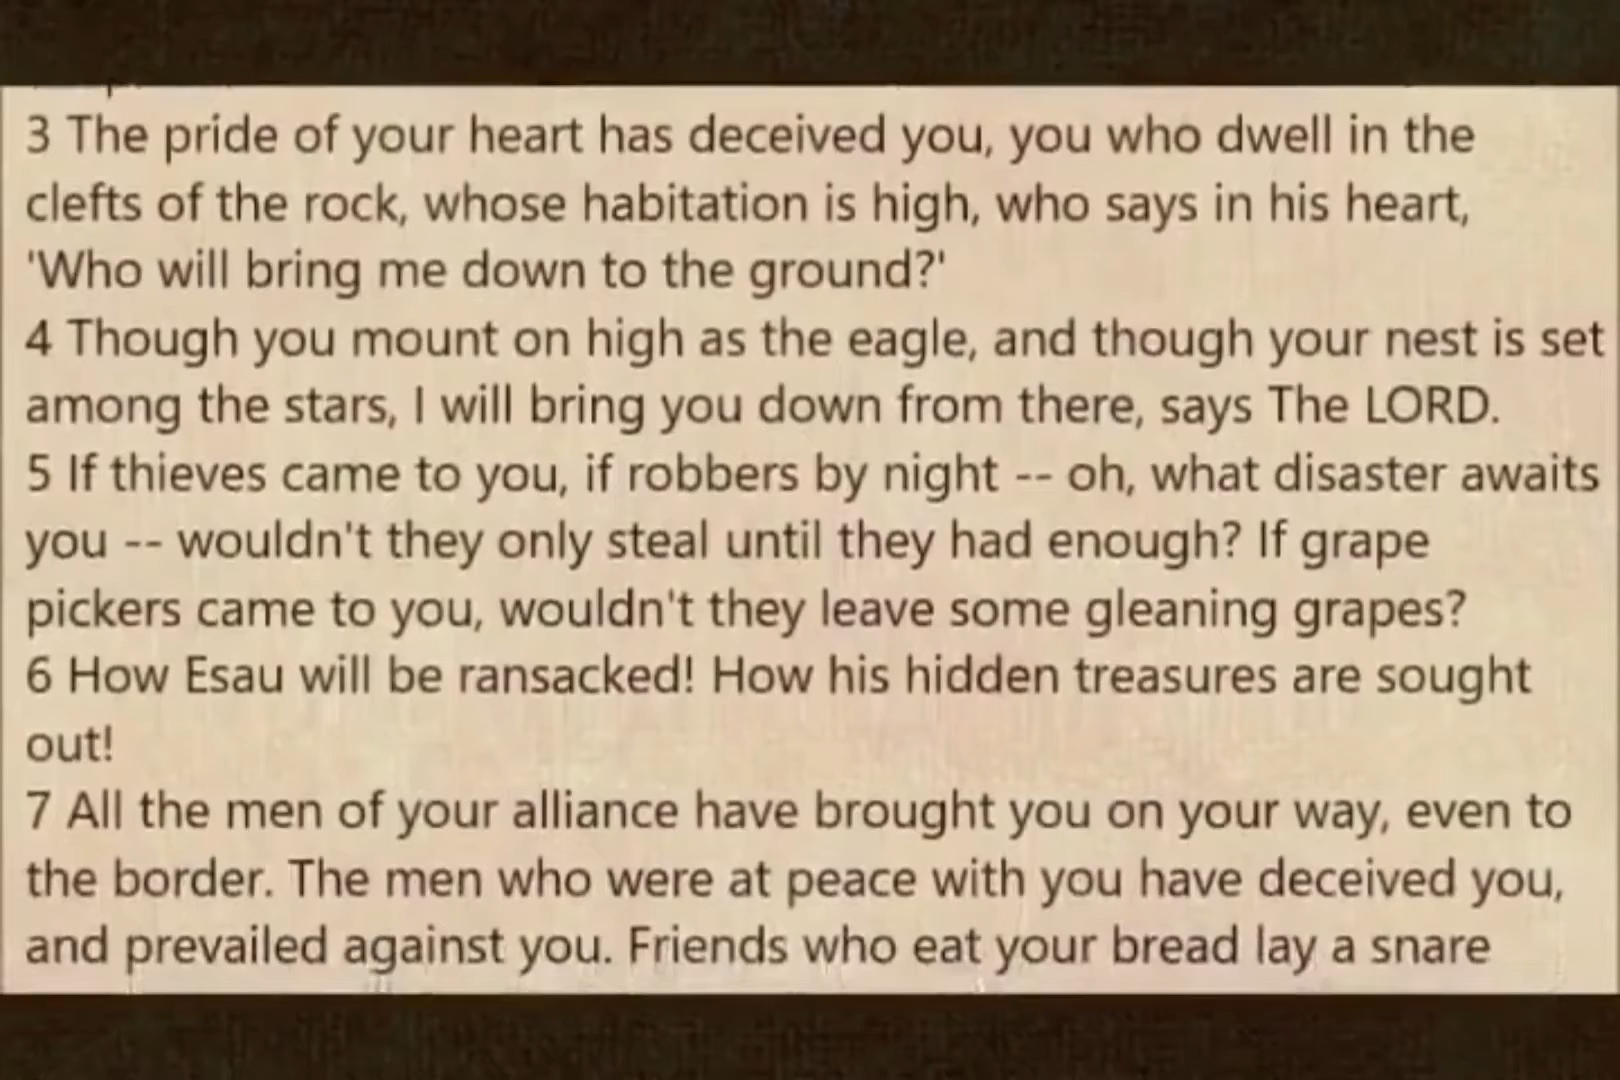 3 The pride of your heart has deceived you, you who dwell in the
clefts of the rock, whose habitation is high, who says in his heart,
'Who will bring me down to the ground?'
4 Though you mount on high as the eagle, and though your nest is set
among the stars, I will bring you down from there, says The LORD.
5 If thieves came to you, if robbers by night -- oh, what disaster awaits
you -- wouldn't they only steal until they had enough? If grape
pickers came to you, wouldn't they leave some gleaning grapes?
6 How Esau will be ransacked! How his hidden treasures are sought
out!
7 All the men of your alliance have brought you on your way, even to
the border. The men who were at peace with you have deceived you,
and prevailed against you. Friends who eat your bread lay a snare